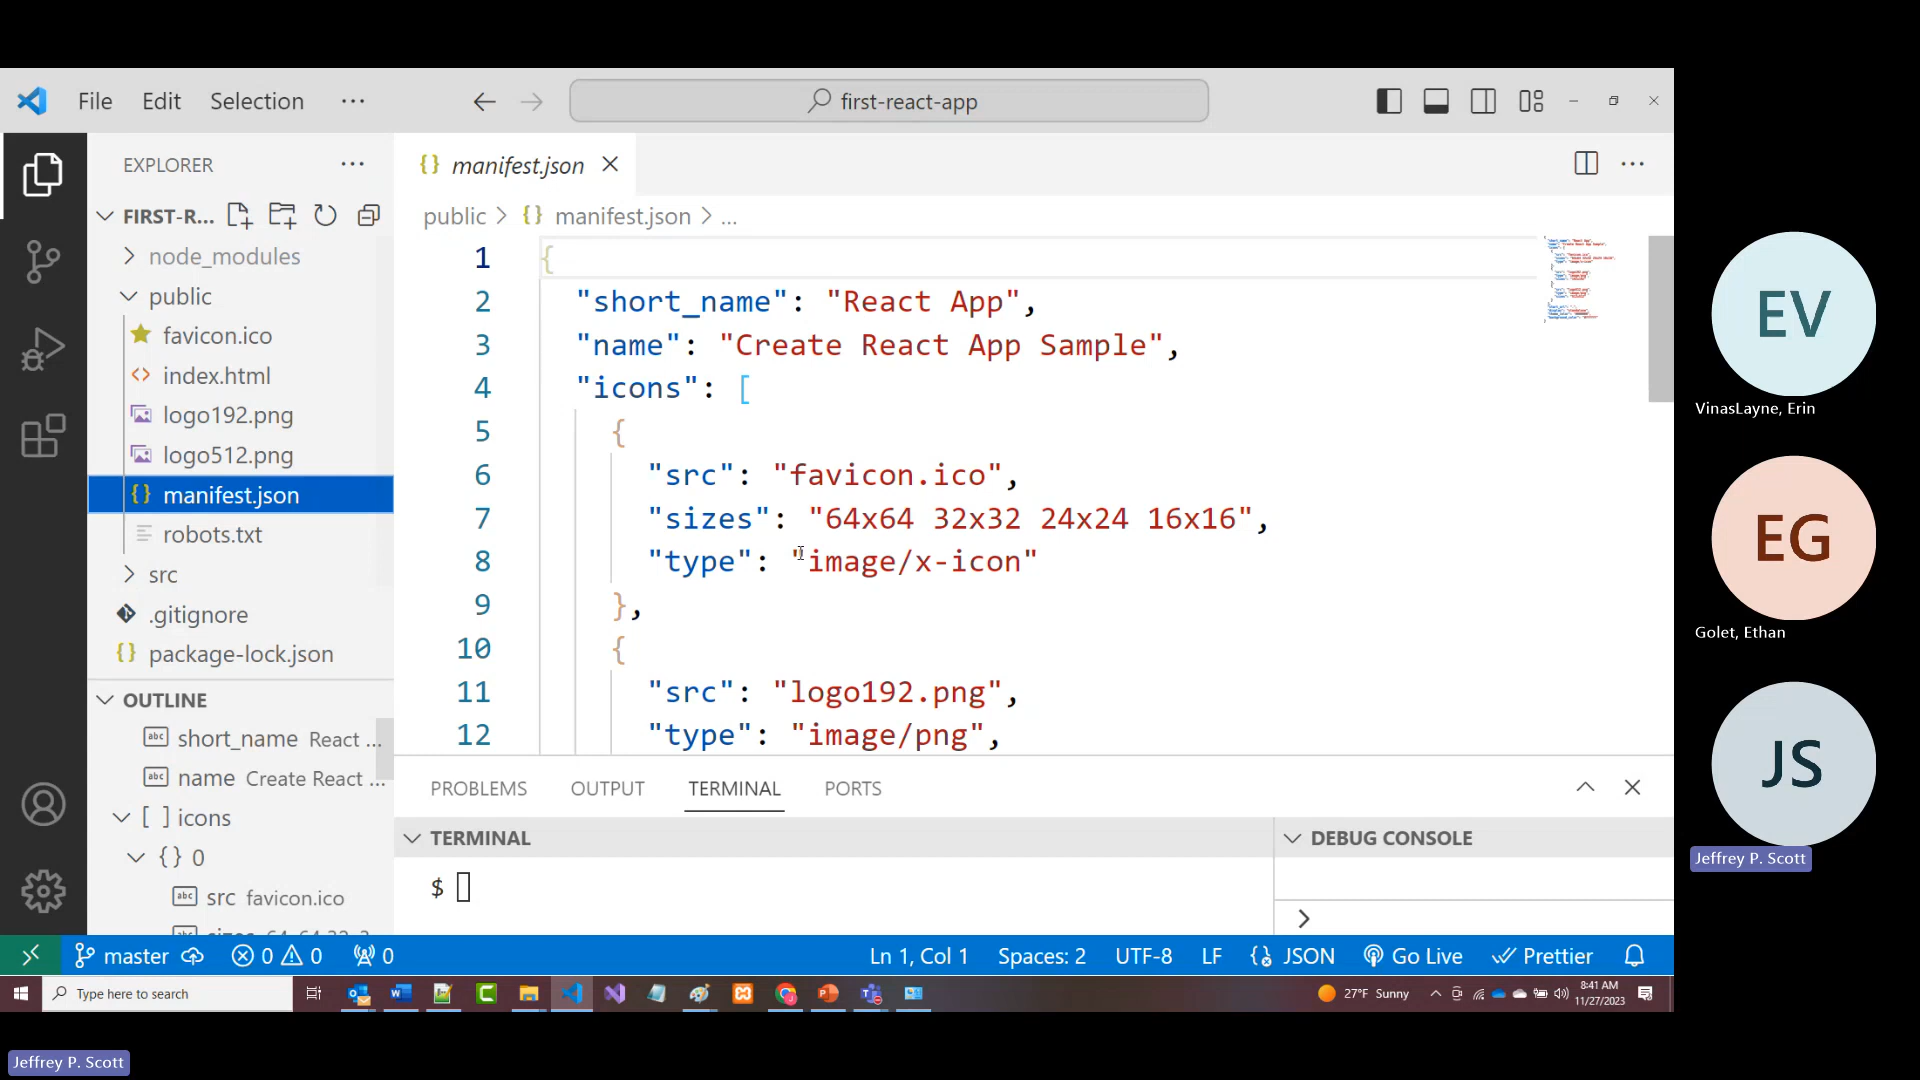 File Edit Selection ···
first-react-app
EXPLORER ···
manifest.json
FIRST-R...
public > {} manifest.json > ...
node_modules
public
favicon.ico
index.html
logo192.png
logo512.png
{} manifest.json
robots.txt
src
.gitignore
{} package-lock.json
OUTLINE
abc short_name React ...
abc name Create React ...
[ ] icons
{} 0
abc src favicon.ico
1 {
2 "short_name": "React App",
3 "name": "Create React App Sample",
4 "icons": [
5 {
6 "src": "favicon.ico",
7 "sizes": "64x64 32x32 24x24 16x16",
8 "type": "image/x-icon"
9 },
10 {
11 "src": "logo192.png",
12 "type": "image/png",
PROBLEMS OUTPUT TERMINAL PORTS
TERMINAL
DEBUG CONSOLE
$
>
master 0 0 0
Ln 1, Col 1 Spaces: 2 UTF-8 LF JSON Go Live Prettier
Type here to search
27°F Sunny
8:41 AM
11/27/2023
EV
VinasLayne, Erin
EG
Golet, Ethan
JS
Jeffrey P. Scott
Jeffrey P. Scott